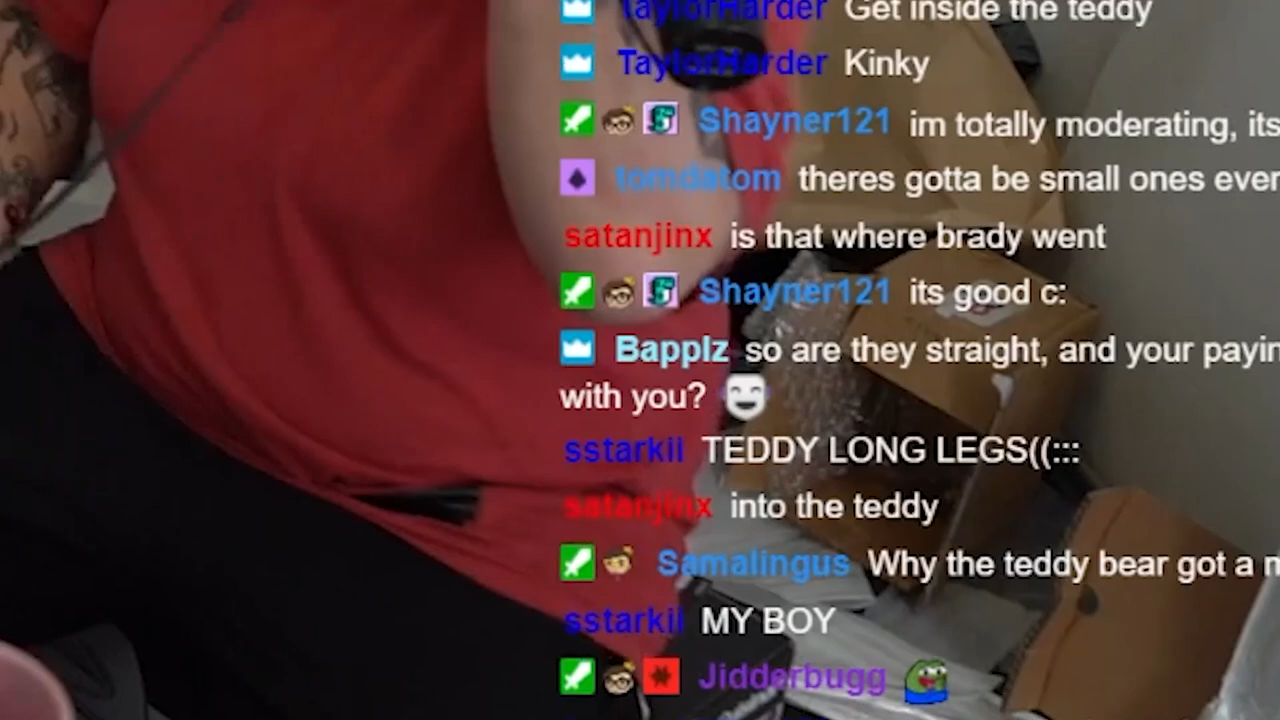 TaylorHarder Get inside the teddy
TaylorHarder Kinky
Shayner121 im totally moderating, its
tomdatom theres gotta be small ones ever
satanjinx is that where brady went
Shayner121 its good c:
Bapplz so are they straight, and your payin
with you?
sstarkii TEDDY LONG LEGS((:::
satanjinx into the teddy
Samalingus Why the teddy bear got a
sstarkii MY BOY
Jidderbugg